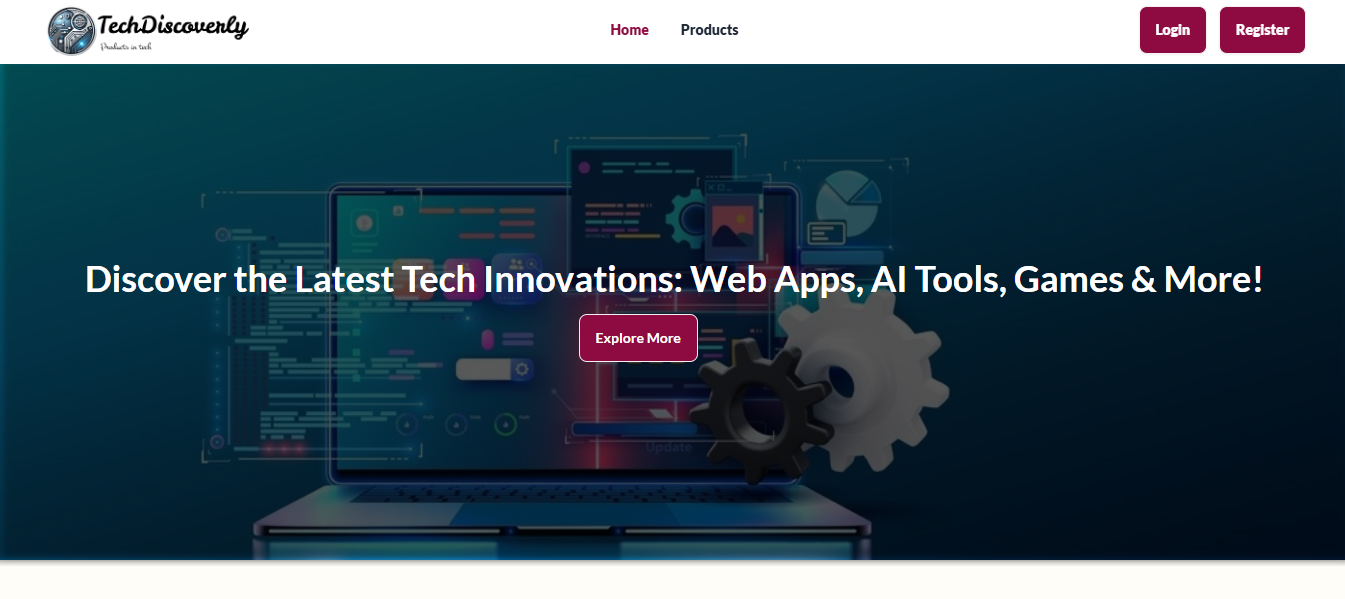 TechDiscoverly
Products in tech
Home
Products
Login
Register
Discover the Latest Tech Innovations: Web Apps, AI Tools, Games & More!
Explore More
Update